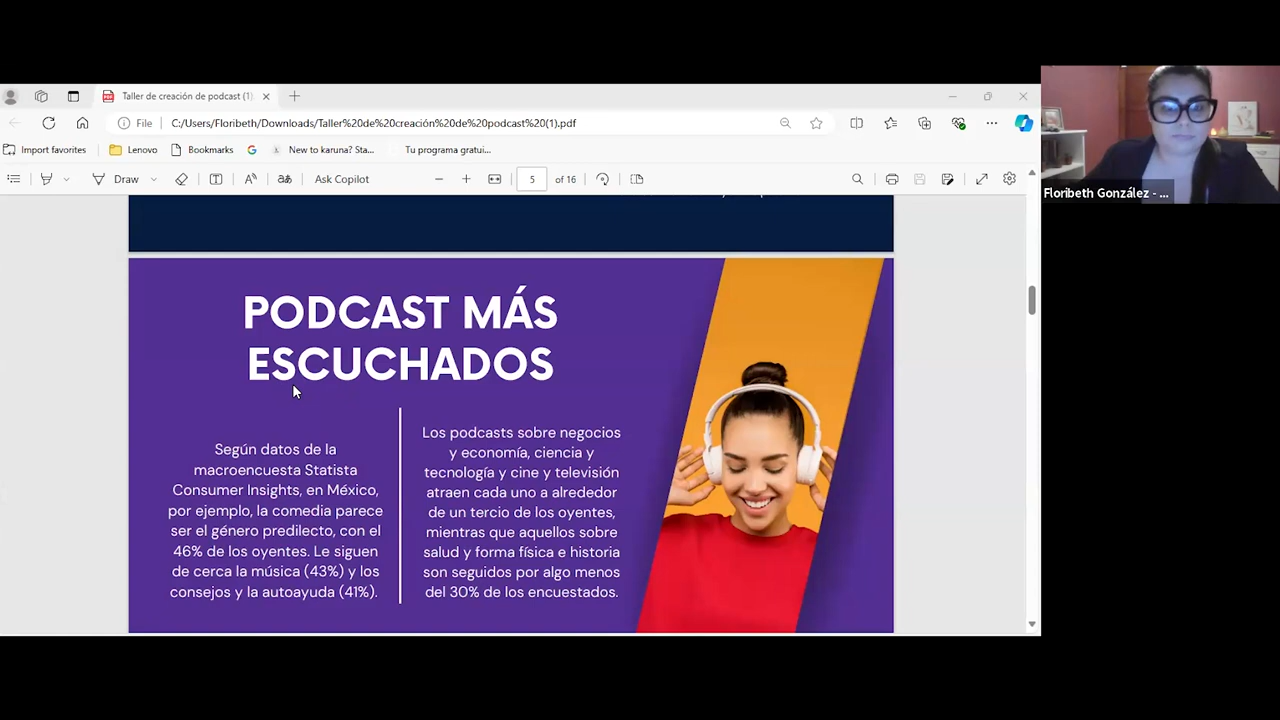 Taller de creación de podcast (1)
File
C:/Users/Floribeth/Downloads/Taller%20de%20creación%20de%20podcast%20(1).pdf
Import favorites
Lenovo
Bookmarks
New to karuna? Sta...
Tu programa gratui...
Draw
Ask Copilot
5
of 16
Floribeth González - ...
PODCAST MÁS
ESCUCHADOS
Según datos de la
macroencuesta Statista
Consumer Insights, en México,
por ejemplo, la comedia parece
ser el género predilecto, con el
46% de los oyentes. Le siguen
de cerca la música (43%) y los
consejos y la autoayuda (41%).
Los podcasts sobre negocios
y economía, ciencia y
tecnología y cine y televisión
atraen cada uno a alrededor
de un tercio de los oyentes,
mientras que aquellos sobre
salud y forma física e historia
son seguidos por algo menos
del 30% de los encuestados.